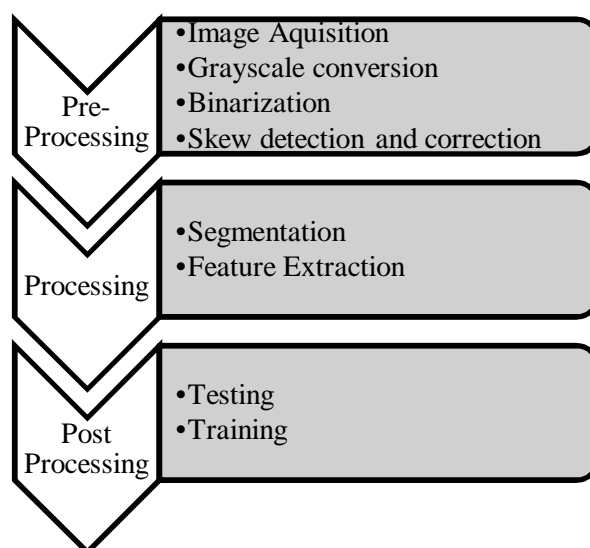 Pre-
Processing
•Image Aquisition
•Grayscale conversion
•Binarization
•Skew detection and correction
Processing
•Segmentation
•Feature Extraction
Post
Processing
•Testing
•Training